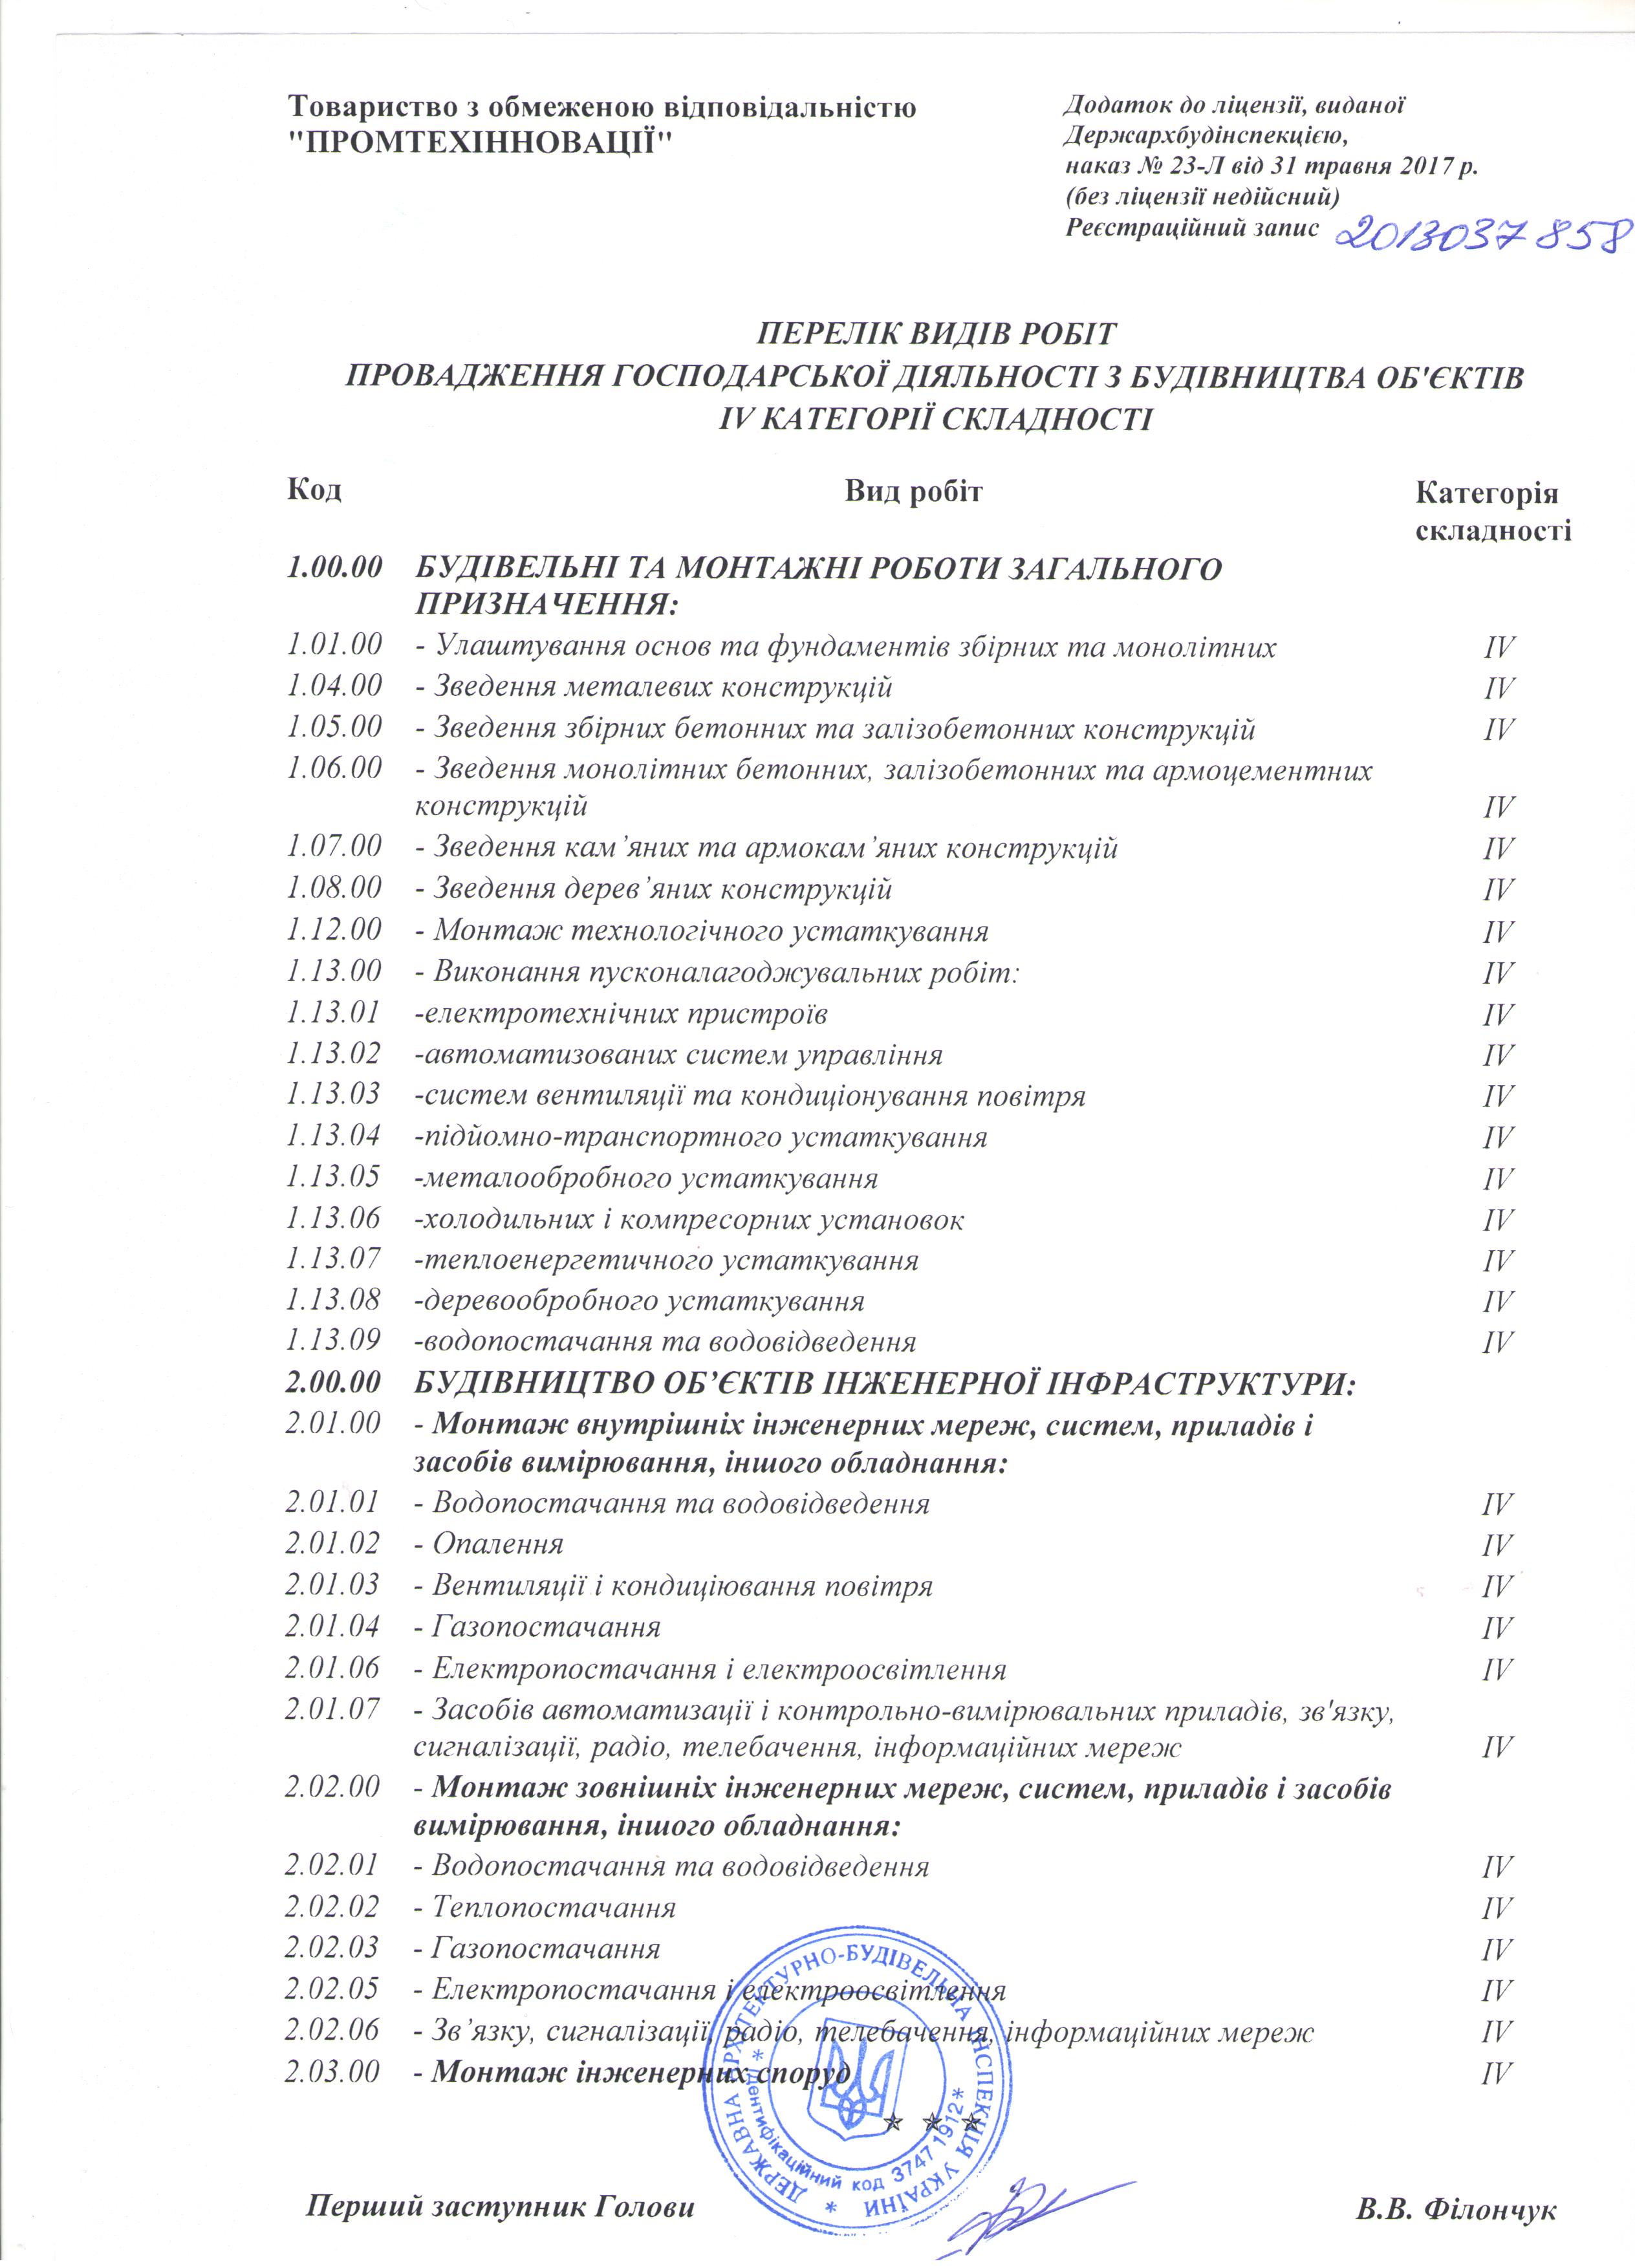 Товариство з обмеженою відповідальністю
"ПРОМТЕХІННОВАЦІЇ"
Додаток до ліцензії, виданої
Держархбудінспекцією,
наказ № 23-Л від 31 травня 2017 р.
(без ліцензії недійсний)
Реєстраційний запис 2013037858
ПЕРЕЛІК ВИДІВ РОБІТ
ПРОВАДЖЕННЯ ГОСПОДАРСЬКОЇ ДІЯЛЬНОСТІ З БУДІВНИЦТВА ОБ'ЄКТІВ
IV КАТЕГОРІЇ СКЛАДНОСТІ
Код Вид робіт Категорія
складності
1.00.00 БУДІВЕЛЬНІ ТА МОНТАЖНІ РОБОТИ ЗАГАЛЬНОГО
ПРИЗНАЧЕННЯ:
1.01.00 - Улаштування основ та фундаментів збірних та монолітних IV
1.04.00 - Зведення металевих конструкцій IV
1.05.00 - Зведення збірних бетонних та залізобетонних конструкцій IV
1.06.00 - Зведення монолітних бетонних, залізобетонних та армоцементних
конструкцій IV
1.07.00 - Зведення кам’яних та армокам’яних конструкцій IV
1.08.00 - Зведення дерев’яних конструкцій IV
1.12.00 - Монтаж технологічного устаткування IV
1.13.00 - Виконання пусконалагоджувальних робіт: IV
1.13.01 -електротехнічних пристроїв IV
1.13.02 -автоматизованих систем управління IV
1.13.03 -систем вентиляції та кондиціонування повітря IV
1.13.04 -підйомно-транспортного устаткування IV
1.13.05 -металообробного устаткування IV
1.13.06 -холодильних і компресорних установок IV
1.13.07 -теплоенергетичного устаткування IV
1.13.08 -деревообробного устаткування IV
1.13.09 -водопостачання та водовідведення IV
2.00.00 БУДІВНИЦТВО ОБ’ЄКТІВ ІНЖЕНЕРНОЇ ІНФРАСТРУКТУРИ:
2.01.00 - Монтаж внутрішніх інженерних мереж, систем, приладів і
засобів вимірювання, іншого обладнання:
2.01.01 - Водопостачання та водовідведення IV
2.01.02 - Опалення IV
2.01.03 - Вентиляції і кондиціювання повітря IV
2.01.04 - Газопостачання IV
2.01.06 - Електропостачання і електроосвітлення IV
2.01.07 - Засобів автоматизації і контрольно-вимірювальних приладів, зв'язку,
сигналізації, радіо, телебачення, інформаційних мереж IV
2.02.00 - Монтаж зовнішніх інженерних мереж, систем, приладів і засобів
вимірювання, іншого обладнання:
2.02.01 - Водопостачання та водовідведення IV
2.02.02 - Теплопостачання IV
2.02.03 - Газопостачання IV
2.02.05 - Електропостачання і електроосвітлення IV
2.02.06 - Зв’язку, сигналізації, радіо, телебачення, інформаційних мереж IV
2.03.00 - Монтаж інженерних споруд IV
ДЕРЖАВНА АРХІТЕКТУРНО-БУДІВЕЛЬНА ІНСПЕКЦІЯ УКРАЇНИ *
* Ідентифікаційний код 37471912 *
Перший заступник Голови В.В. Філончук